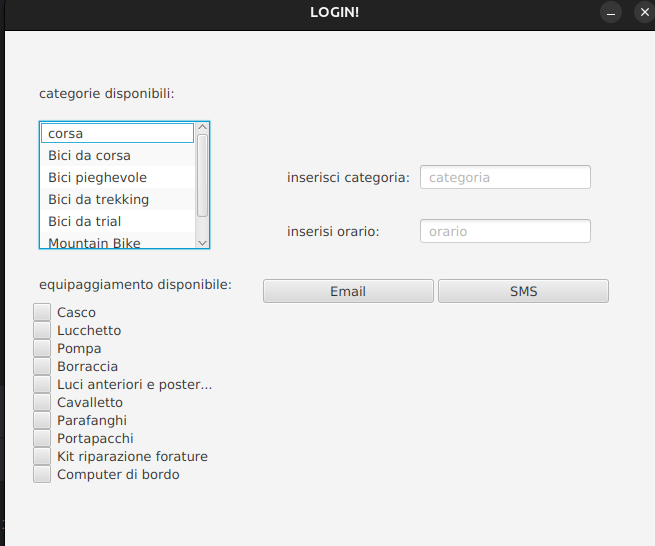 LOGIN!
categorie disponibili:
corsa
Bici da corsa
Bici pieghevole
Bici da trekking
Bici da trial
Mountain Bike
inserisci categoria:
categoria
inserisi orario:
orario
equipaggiamento disponibile:
Email
SMS
Casco
Lucchetto
Pompa
Borraccia
Luci anteriori e poster...
Cavalletto
Parafanghi
Portapacchi
Kit riparazione forature
Computer di bordo